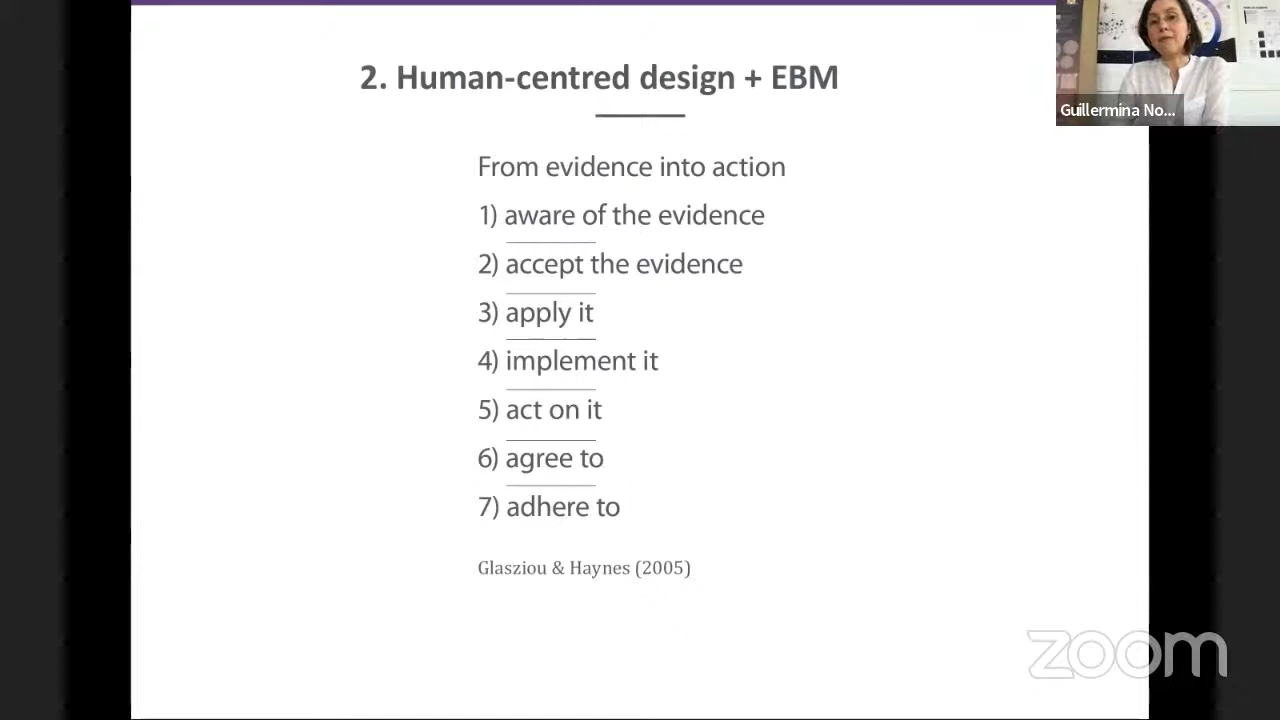 2. Human-centred design + EBM
From evidence into action
1) aware of the evidence
2) accept the evidence
3) apply it
4) implement it
5) act on it
6) agree to
7) adhere to
Glasziou & Haynes (2005)
Guillermina No...
zoom